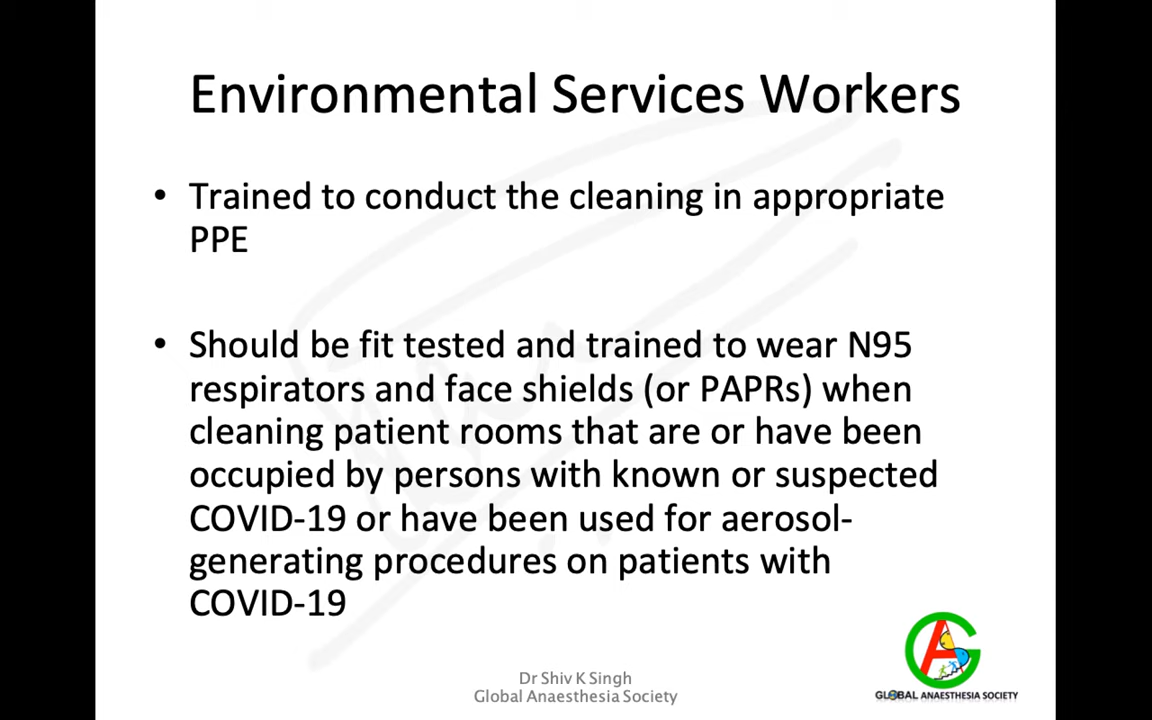 Environmental Services Workers
• Trained to conduct the cleaning in appropriate
PPE
• Should be fit tested and trained to wear N95
respirators and face shields (or PAPRs) when
cleaning patient rooms that are or have been
occupied by persons with known or suspected
COVID-19 or have been used for aerosol-
generating procedures on patients with
COVID-19
Dr Shiv K Singh
Global Anaesthesia Society
AG
GLOBAL ANAESTHESIA SOCIETY